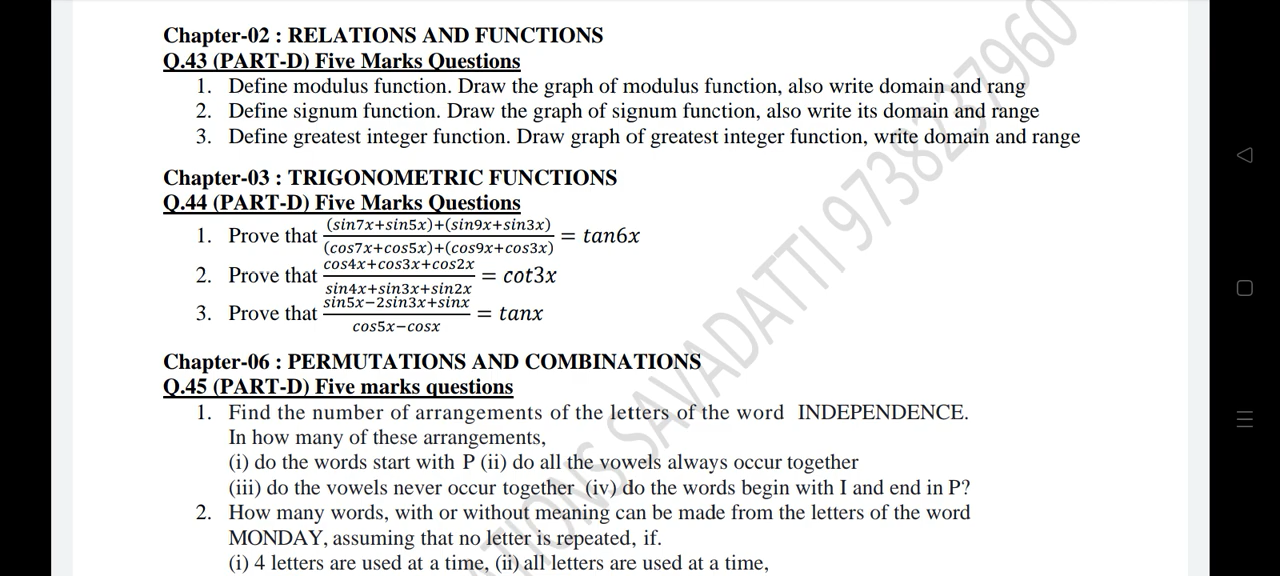 Chapter-02 : RELATIONS AND FUNCTIONS
Q.43 (PART-D) Five Marks Questions
1. Define modulus function. Draw the graph of modulus function, also write domain and rang
2. Define signum function. Draw the graph of signum function, also write its domain and range
3. Define greatest integer function. Draw graph of greatest integer function, write domain and range
Chapter-03 : TRIGONOMETRIC FUNCTIONS
Q.44 (PART-D) Five Marks Questions
1. Prove that (sin7x+sin5x)+(sin9x+sin3x)/(cos7x+cos5x)+(cos9x+cos3x) = tan6x
2. Prove that cos4x+cos3x+cos2x/sin4x+sin3x+sin2x = cot3x
3. Prove that sin5x−2sin3x+sinx/cos5x−cosx = tanx
Chapter-06 : PERMUTATIONS AND COMBINATIONS
Q.45 (PART-D) Five marks questions
1. Find the number of arrangements of the letters of the word INDEPENDENCE.
In how many of these arrangements,
(i) do the words start with P (ii) do all the vowels always occur together
(iii) do the vowels never occur together (iv) do the words begin with I and end in P?
2. How many words, with or without meaning can be made from the letters of the word
MONDAY, assuming that no letter is repeated, if.
(i) 4 letters are used at a time, (ii) all letters are used at a time,
SAVADATTI 9738237960